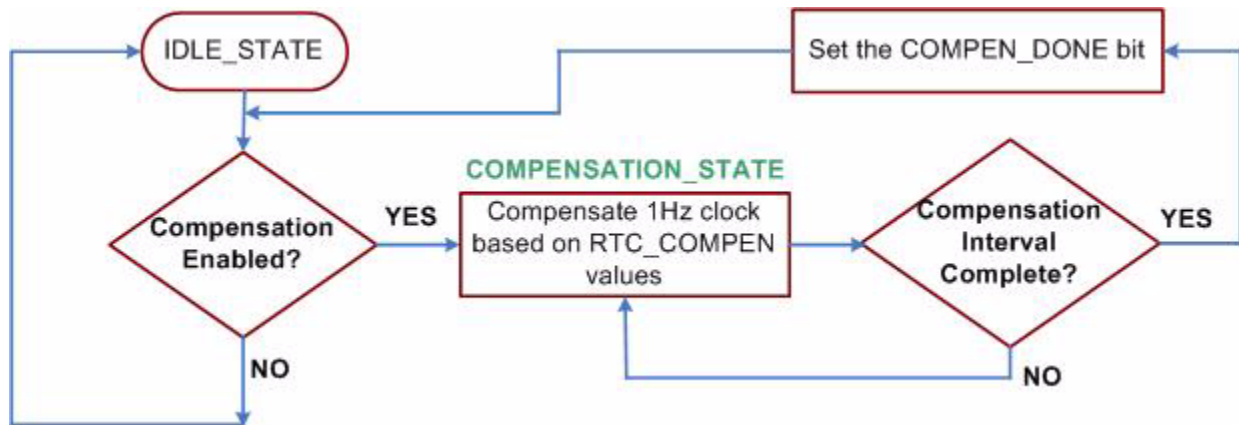 IDLE_STATE
Set the COMPEN_DONE bit
Compensation
Enabled?
YES
COMPENSATION_STATE
Compensate 1Hz clock
based on RTC_COMPEN
values
Compensation
Interval
Complete?
YES
NO
NO